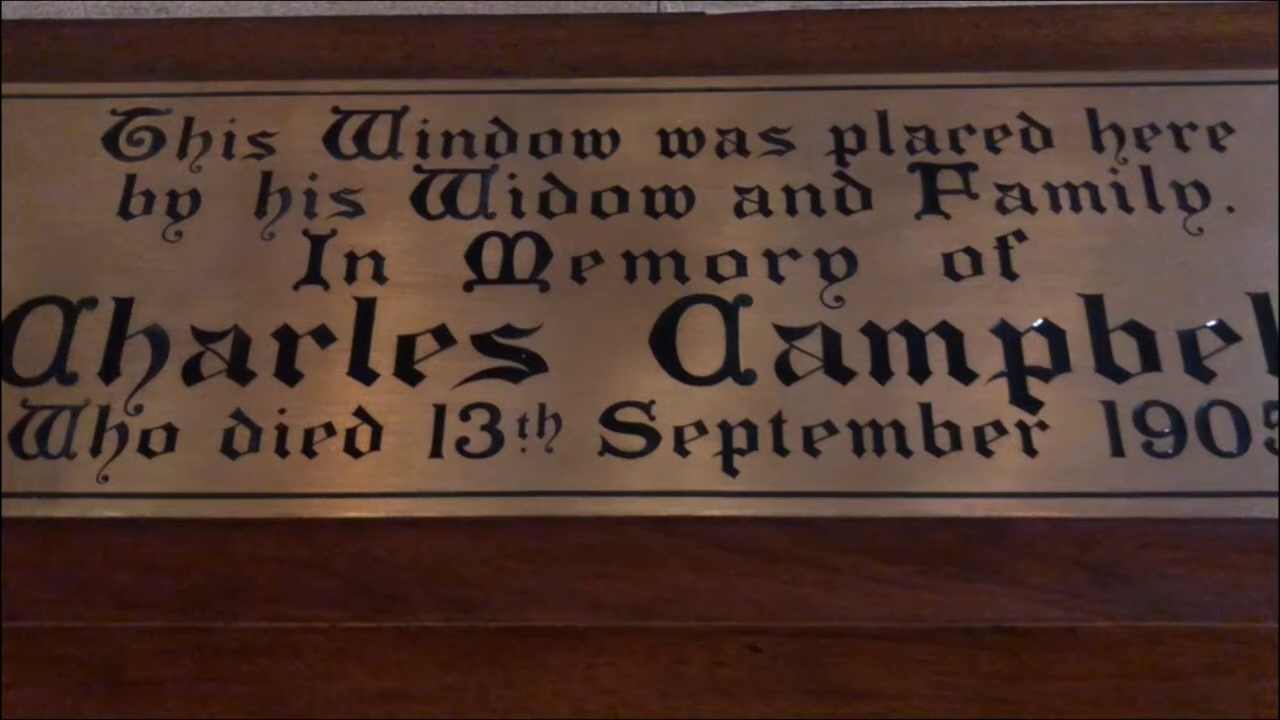 This Window was placed here
by his Widow and Family.
In Memory of
Charles Campbel
Who died 13th September 1905